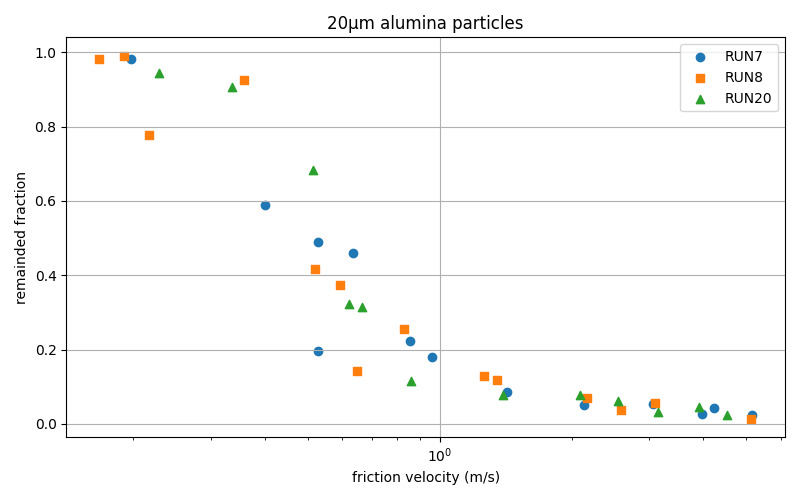 20μm alumina particles
RUN7
RUN8
RUN20
1.0
0.8
0.6
0.4
0.2
0.0
remainded fraction
10⁰
friction velocity (m/s)